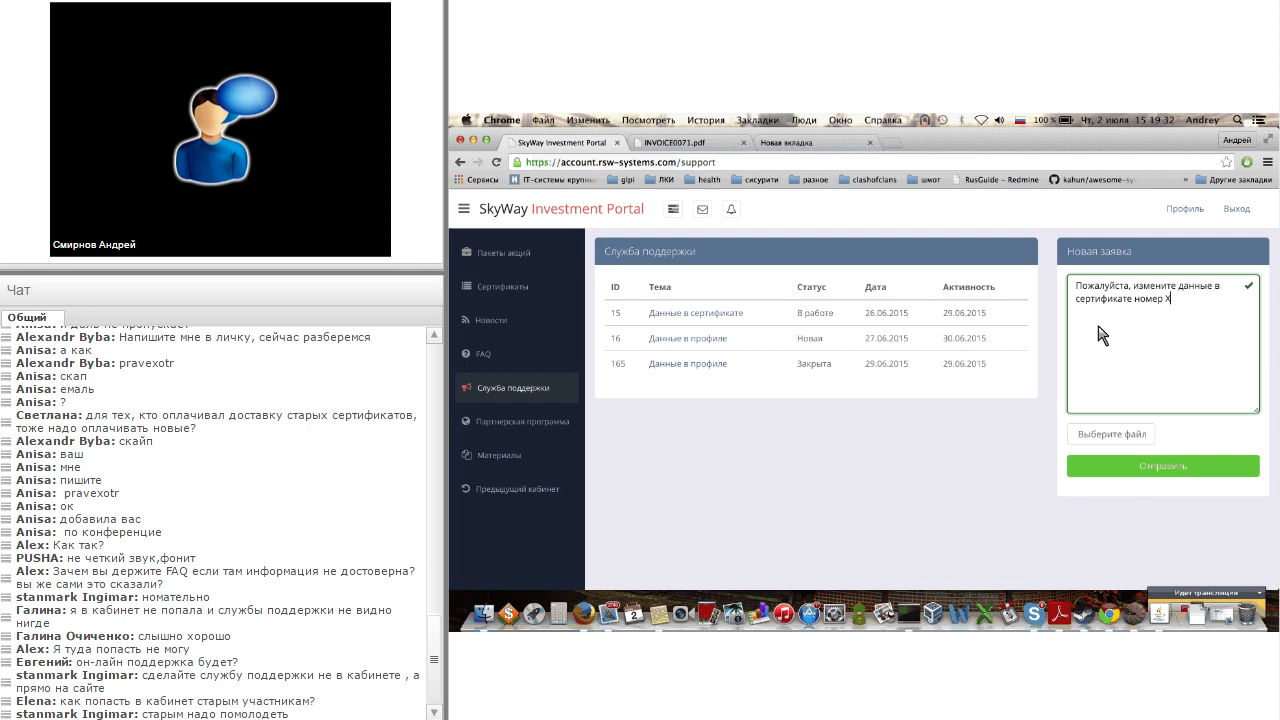 Смирнов Андрей
Чат
Общий
Alexandr Byba: Напишите мне в личку, сейчас разберемся
Anisa: а как
Alexandr Byba: pravexotr
Anisa: скап
Anisa: емаль
Anisa: ?
Светлана: для тех, кто оплачивал доставку старых сертификатов,
тоже надо оплачивать новые?
Alexandr Byba: скайп
Anisa: ваш
Anisa: мне
Anisa: пишите
Anisa: pravexotr
Anisa: ок
Anisa: добавила вас
Anisa: по конференцие
Alex: Как так?
PUSHA: не четкий звук,фонит
Alex: Зачем вы держите FAQ если там информация не достоверна?
вы же сами это сказали?
stanmark Ingimar: номательно
Галина: я в кабинет не попала и службы поддержки не видно
нигде
Галина Очиченко: слышно хорошо
Alex: Я туда попасть не могу
Евгений: он-лайн поддержка будет?
stanmark Ingimar: сделайте службу поддержки не в кабинете , а
прямо на сайте
Elena: как попасть в кабинет старым участникам?
stanmark Ingimar: старым надо помолодеть
Chrome Файл Изменить Посмотреть История Закладки Люди Окно Справка 100 % Чт, 2 июля 15 19 32 Andrey
SkyWay Investment Portal INVOICE0071.pdf Новая вкладка Андрей
https://account.rsw-systems.com/support
Сервисы IT-системы крупны glpi ЛКИ health сисурити разное clashofclans шмот RusGuide – Redmine kahun/awesome-sy » Другие закладки
SkyWay Investment Portal Профиль Выход
Пакеты акций
Сертификаты
Новости
FAQ
Служба поддержки
Партнерская программа
Материалы
Предыдущий кабинет
Служба поддержки
ID Тема Статус Дата Активность
15 Данные в сертификате В работе 26.06.2015 29.06.2015
16 Данные в профиле Новая 27.06.2015 30.06.2015
165 Данные в профиле Закрыта 29.06.2015 29.06.2015
Новая заявка
Пожалуйста, измените данные в
сертификате номер X
Выберите файл
Отправить
Идет трансляция